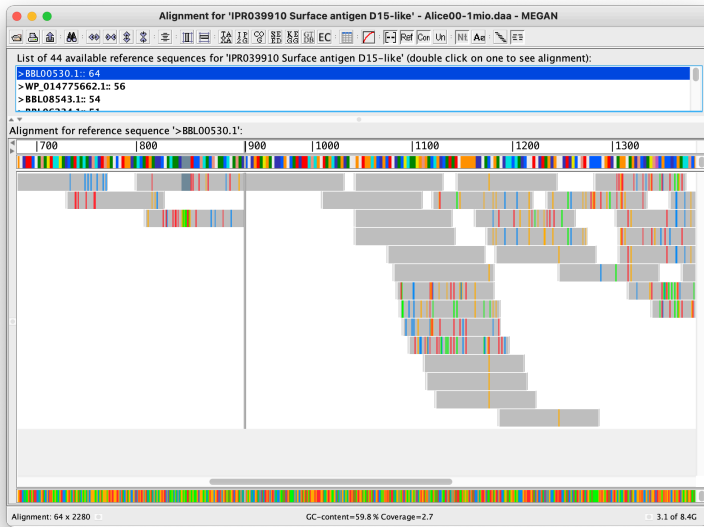 Alignment for 'IPR039910 Surface antigen D15-like' - Alice00-1mio.daa - MEGAN
EC Ref Con Un Nt Aa
List of 44 available reference sequences for 'IPR039910 Surface antigen D15-like' (double click on one to see alignment):
>BBL00530.1:: 64
>WP_014775662.1:: 56
>BBL08543.1:: 54
Alignment for reference sequence '>BBL00530.1':
700 800 900 1000 1100 1200 1300
Alignment: 64 x 2280 GC-content=59.8 % Coverage=2.7 3.1 of 8.4G